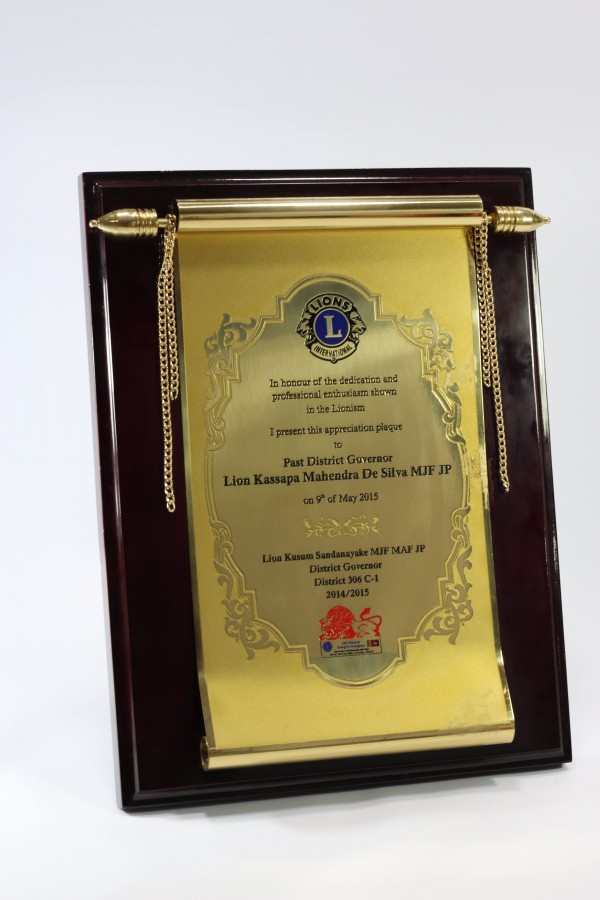 LIONS
L
INTERNATIONAL
In honour of the dedication and
professional enthusiasm shown
in the Lionism
I present this appreciation plaque
to
Past District Governor
Lion Kassapa Mahendra De Silva MJF JP
on 9th of May 2015
Lion Kusum Sandanayake MJF MAF JP
District Governor
District 306 C-1
2014/2015